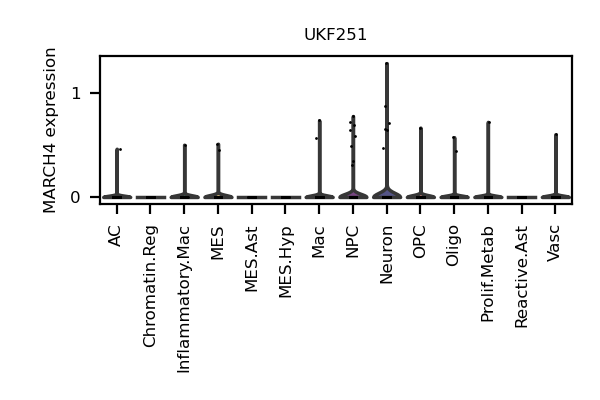 UKF251
MARCH4 expression
1
0
AC
Chromatin.Reg
Inflammatory.Mac
MES
MES.Ast
MES.Hyp
Mac
NPC
Neuron
OPC
Oligo
Prolif.Metab
Reactive.Ast
Vasc